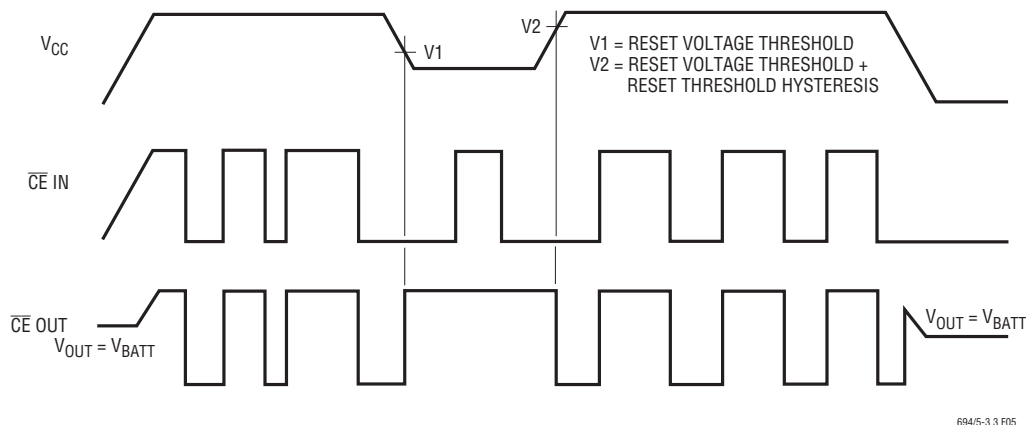 VCC
V1
V2
V1 = RESET VOLTAGE THRESHOLD
V2 = RESET VOLTAGE THRESHOLD +
RESET THRESHOLD HYSTERESIS
CE IN
CE OUT
VOUT = VBATT
VOUT = VBATT
694/5-3.3 F05